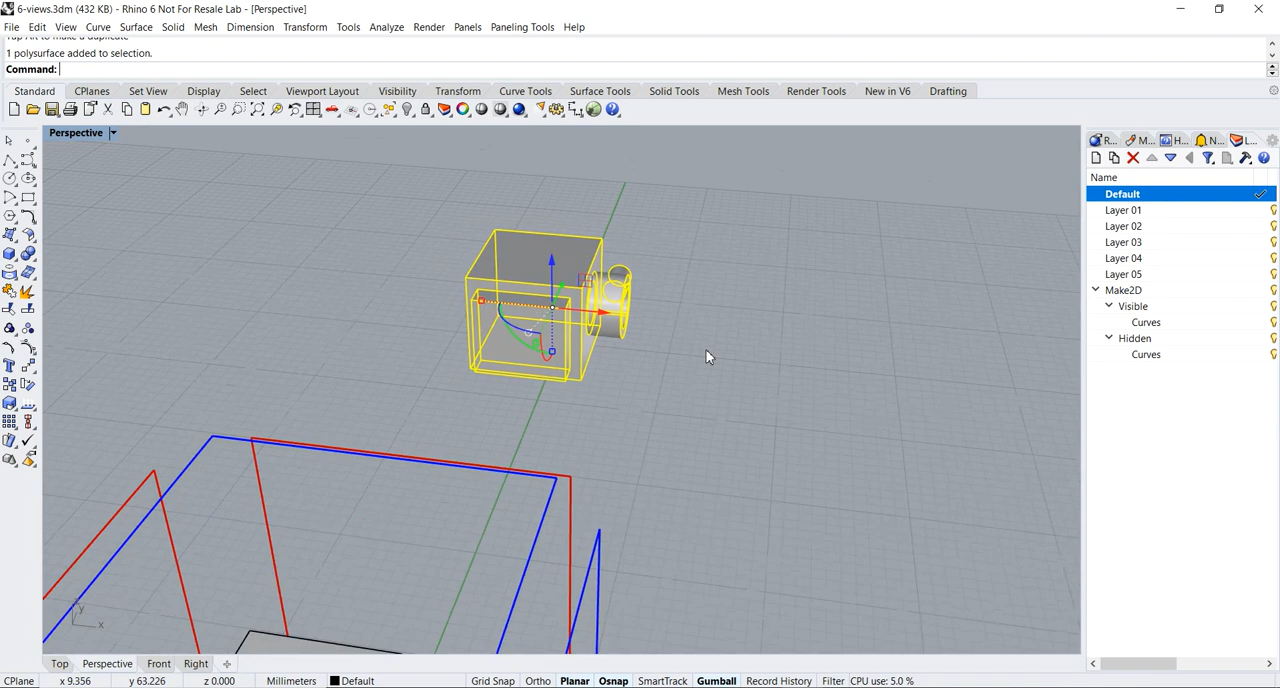 6-views.3dm (432 KB) - Rhino 6 Not For Resale Lab - [Perspective]
File Edit View Curve Surface Solid Mesh Dimension Transform Tools Analyze Render Panels Paneling Tools Help
Tap Alt to make a duplicate
1 polysurface added to selection.
Command:
Standard CPlanes Set View Display Select Viewport Layout Visibility Transform Curve Tools Surface Tools Solid Tools Mesh Tools Render Tools New in V6 Drafting
Perspective
R... M... H... N... L...
Name
Default
Layer 01
Layer 02
Layer 03
Layer 04
Layer 05
Make2D
Visible
Curves
Hidden
Curves
y
x
Top Perspective Front Right
CPlane x 9.356 y 63.226 z 0.000 Millimeters Default Grid Snap Ortho Planar Osnap SmartTrack Gumball Record History Filter CPU use: 5.0 %